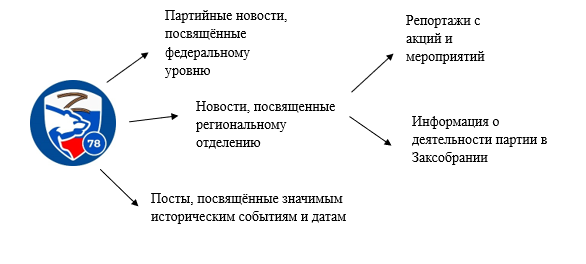 Партийные новости,
посвящённые
федеральному
уровню
Репортажи с
акций и
мероприятий
Новости, посвященные
региональному
отделению
Информация о
деятельности партии в
Заксобрании
78
Посты, посвящённые значимым
историческим событиям и датам